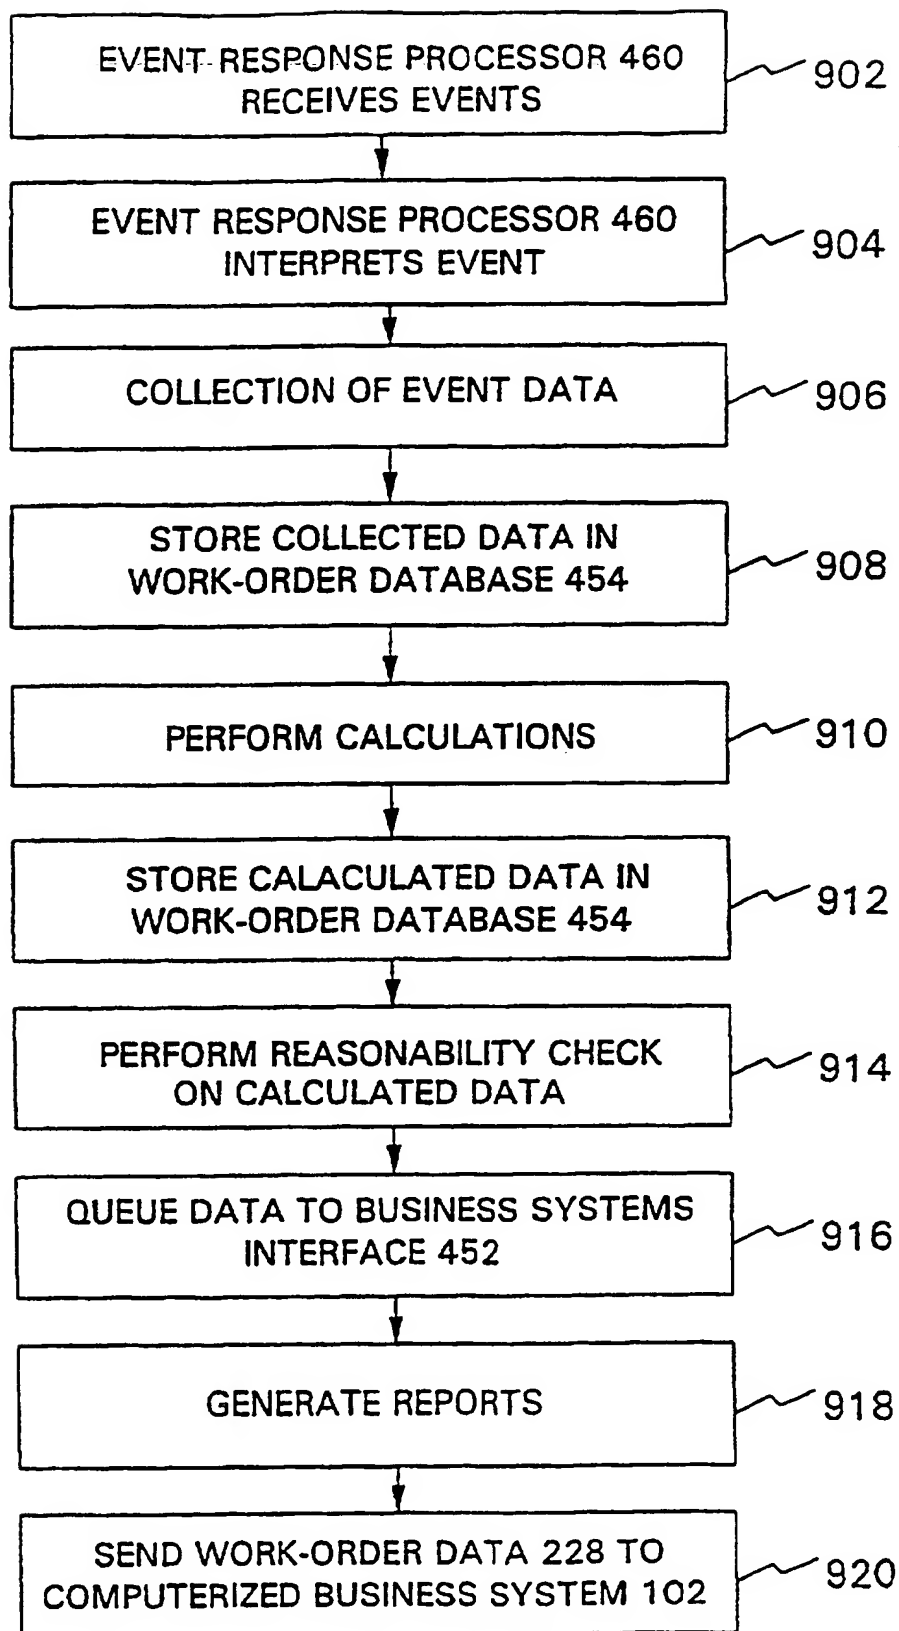 EVENT RESPONSE PROCESSOR 460
RECEIVES EVENTS
902
EVENT RESPONSE PROCESSOR 460
INTERPRETS EVENT
904
COLLECTION OF EVENT DATA
906
STORE COLLECTED DATA IN
WORK-ORDER DATABASE 454
908
PERFORM CALCULATIONS
910
STORE CALACULATED DATA IN
WORK-ORDER DATABASE 454
912
PERFORM REASONABILITY CHECK
ON CALCULATED DATA
914
QUEUE DATA TO BUSINESS SYSTEMS
INTERFACE 452
916
GENERATE REPORTS
918
SEND WORK-ORDER DATA 228 TO
COMPUTERIZED BUSINESS SYSTEM 102
920